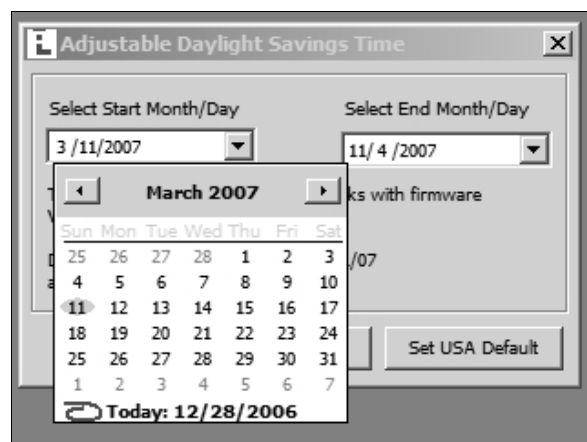 Adjustable Daylight Savings Time
Select Start Month/Day Select End Month/Day
3 /11/2007 11/ 4 /2007
March 2007
ks with firmware
Sun Mon Tue Wed Thu Fri Sat
25 26 27 28 1 2 3
/07
4 5 6 7 8 9 10
11 12 13 14 15 16 17
18 19 20 21 22 23 24
Set USA Default
25 26 27 28 29 30 31
1 2 3 4 5 6 7
Today: 12/28/2006